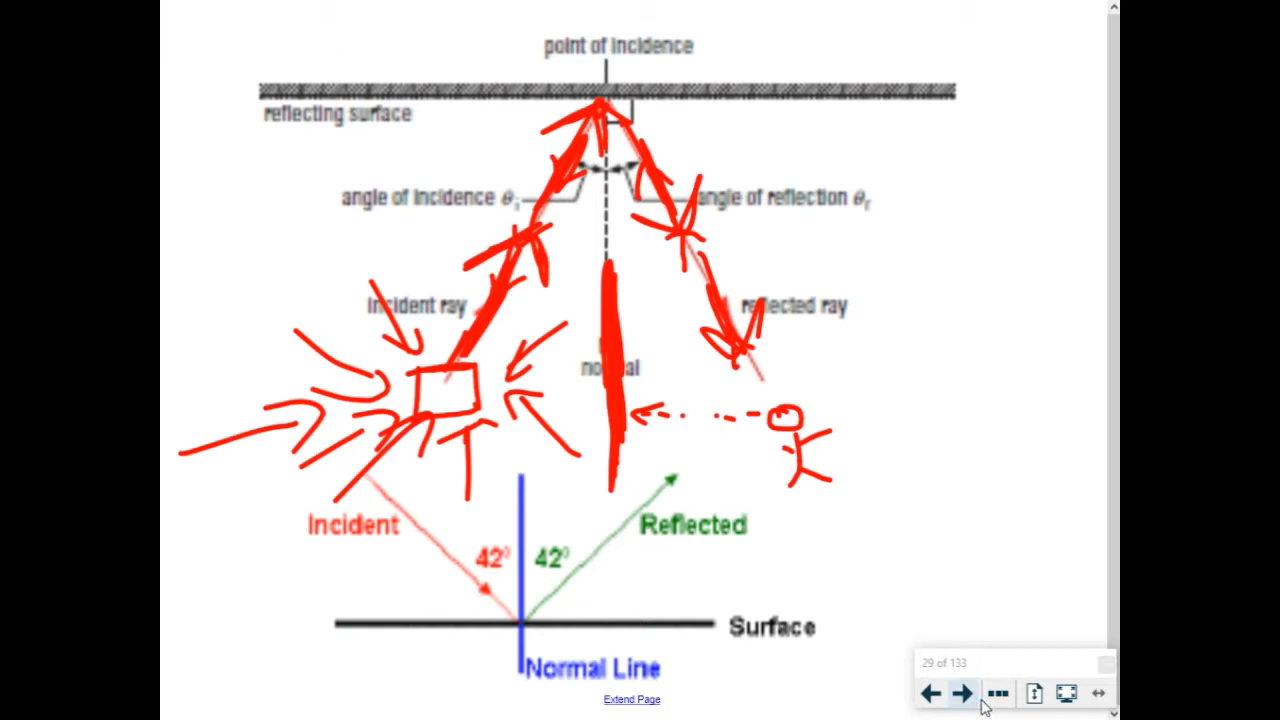 point of incidence
reflecting surface
angle of incidence θi
angle of reflection θr
incident ray
reflected ray
Incident
42°
42°
Reflected
Surface
Normal Line
Extend Page
29 of 133